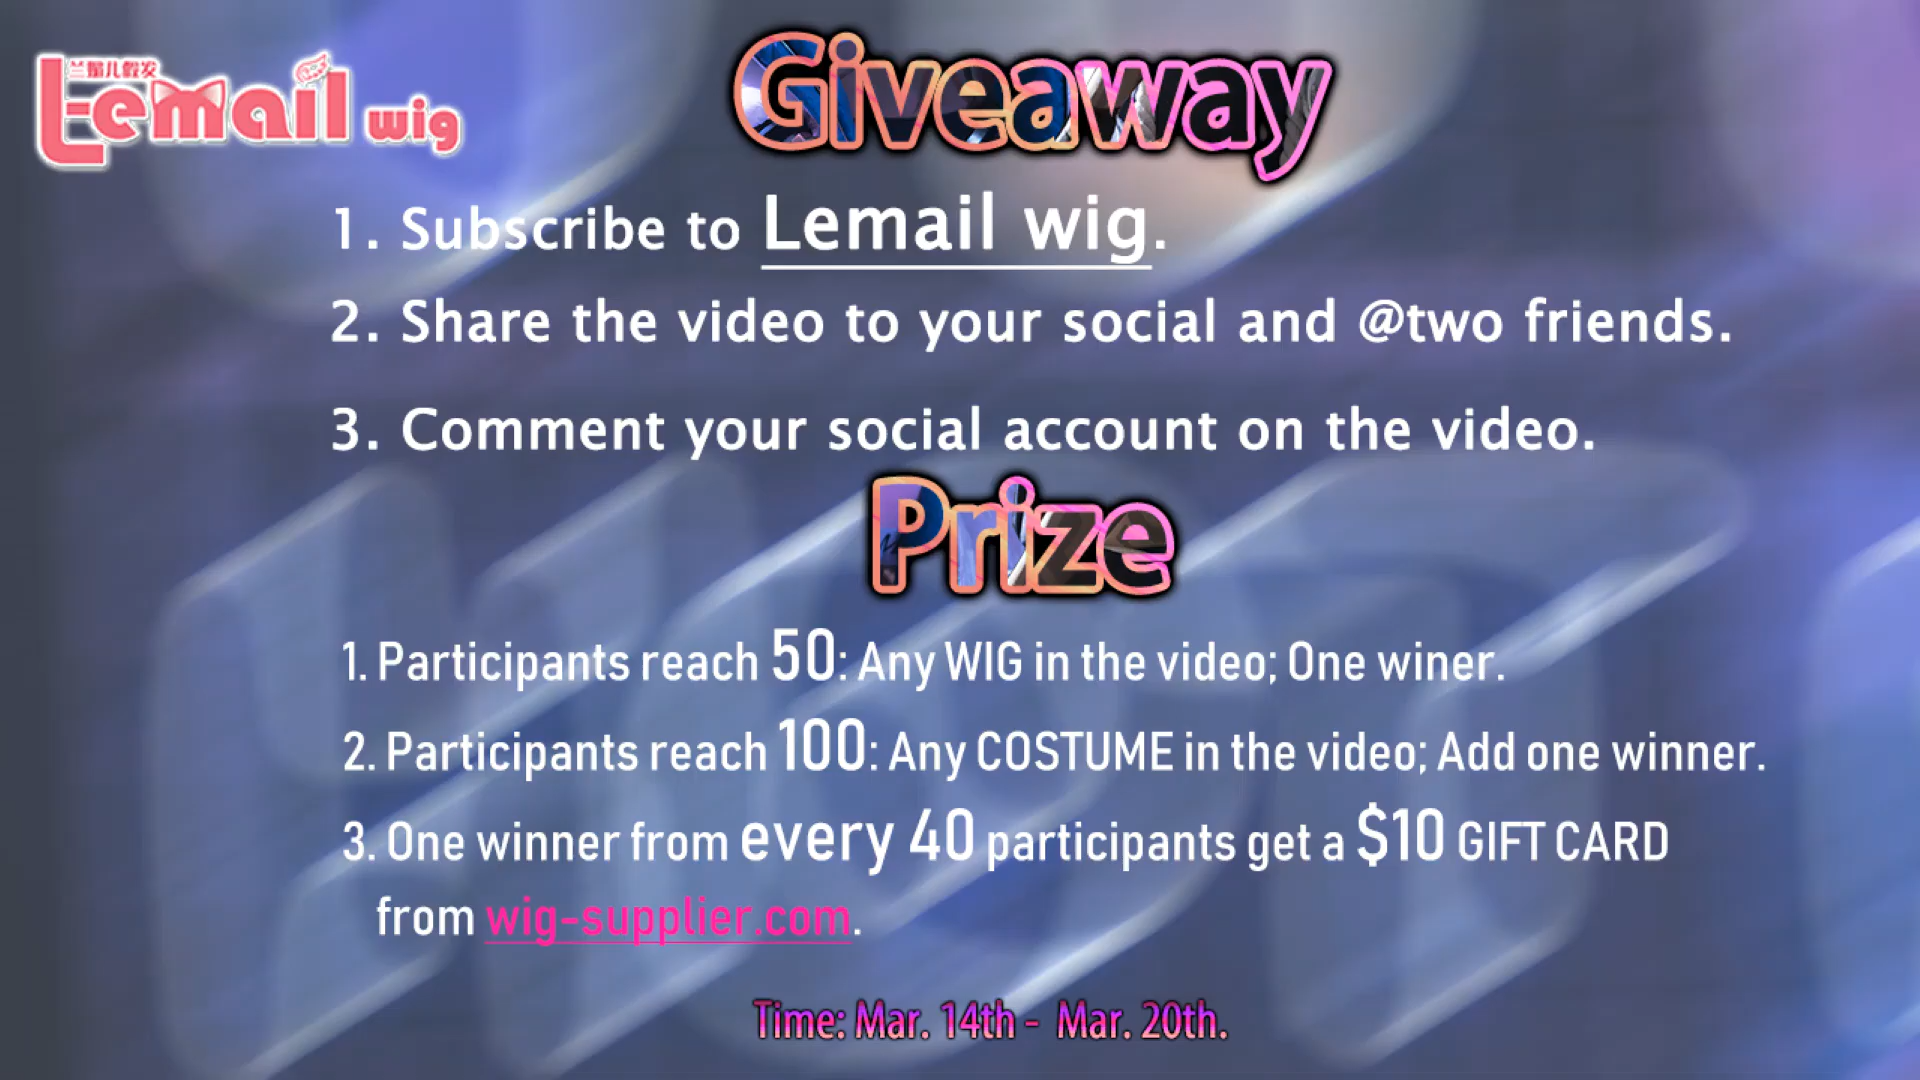 兰媚儿假发
Lemail wig
Giveaway
1. Subscribe to Lemail wig.
2. Share the video to your social and @two friends.
3. Comment your social account on the video.
Prize
1. Participants reach 50: Any WIG in the video; One winer.
2. Participants reach 100: Any COSTUME in the video; Add one winner.
3. One winner from every 40 participants get a $10 GIFT CARD
from wig-supplier.com.
Time: Mar. 14th - Mar. 20th.